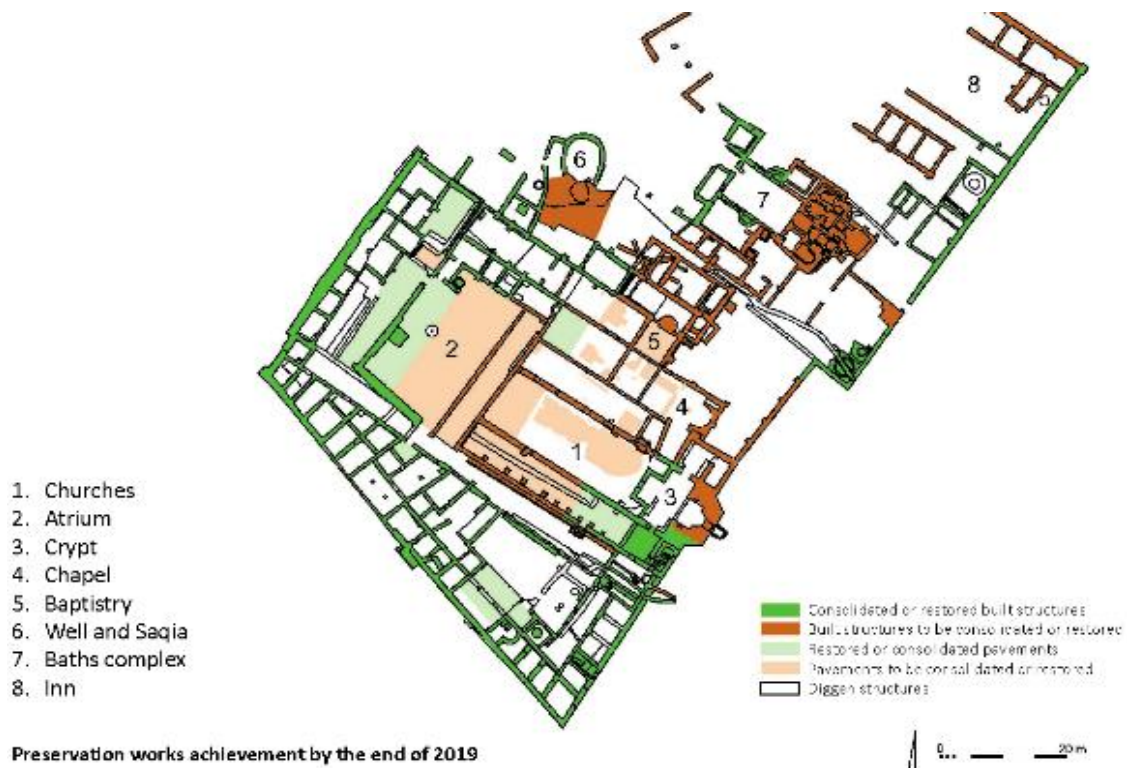 6
8
7
2
5
4
1
3
1. Churches
2. Atrium
3. Crypt
4. Chapel
5. Baptistry
6. Well and Saqia
7. Baths complex
8. Inn
Consolidated or restored built structures
Built structures to be consolidated or restored
Restored or consolidated pavements
Pavements to be consolidated or restored
Diggen structures
Preservation works achievement by the end of 2019
0 20 m